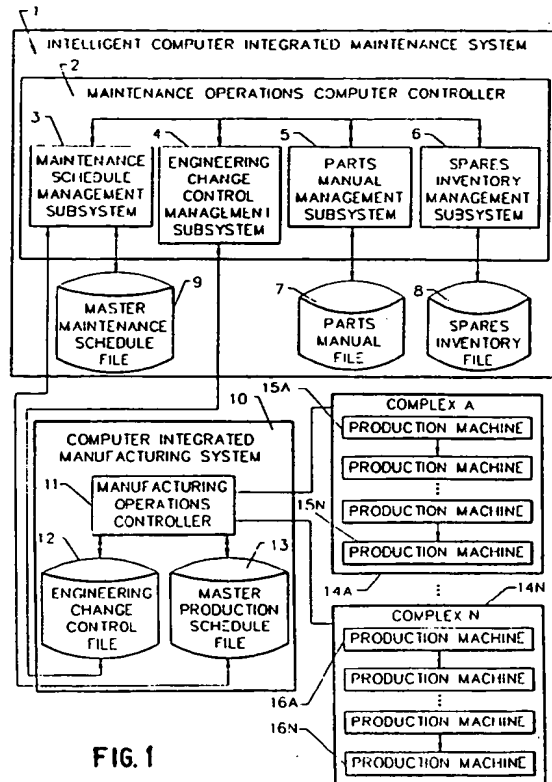 1
INTELLIGENT COMPUTER INTEGRATED MAINTENANCE SYSTEM
2
MAINTENANCE OPERATIONS COMPUTER CONTROLLER
3
MAINTENANCE
SCHEDULE
MANAGEMENT
SUBSYSTEM
4
ENGINEERING
CHANGE
CONTROL
MANAGEMENT
SUBSYSTEM
5
PARTS
MANUAL
MANAGEMENT
SUBSYSTEM
6
SPARES
INVENTORY
MANAGEMENT
SUBSYSTEM
9
MASTER
MAINTENANCE
SCHEDULE
FILE
7
PARTS
MANUAL
FILE
8
SPARES
INVENTORY
FILE
10
COMPUTER INTEGRATED
MANUFACTURING SYSTEM
11
MANUFACTURING
OPERATIONS
CONTROLLER
12
ENGINEERING
CHANGE
CONTROL
FILE
13
MASTER
PRODUCTION
SCHEDULE
FILE
15A
COMPLEX A
PRODUCTION MACHINE
PRODUCTION MACHINE
PRODUCTION MACHINE
15N
PRODUCTION MACHINE
14A
14N
COMPLEX N
PRODUCTION MACHINE
16A
PRODUCTION MACHINE
PRODUCTION MACHINE
16N
PRODUCTION MACHINE
FIG. 1